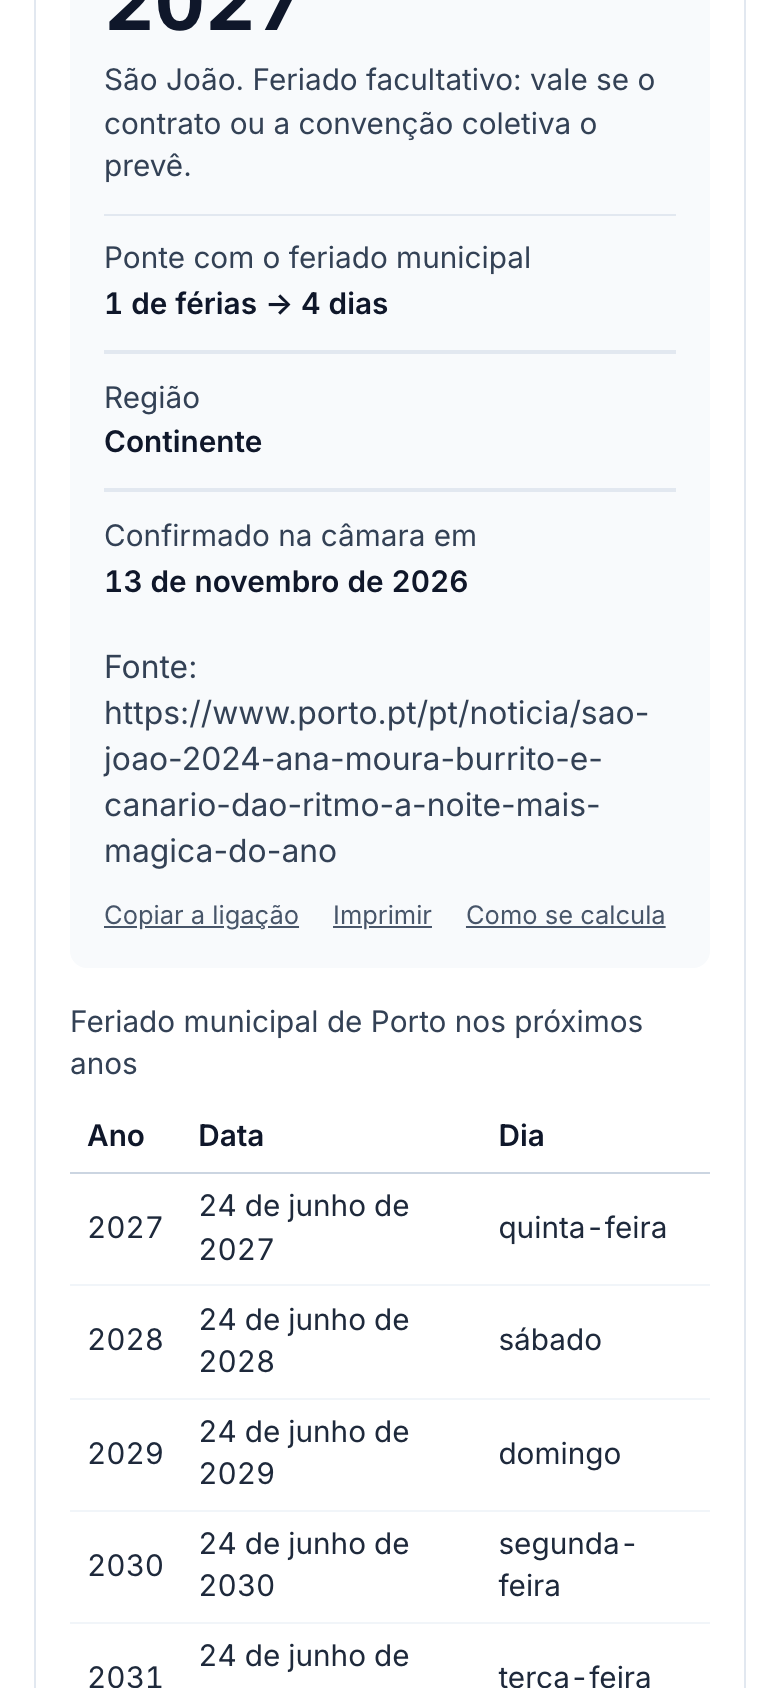 2027
São João. Feriado facultativo: vale se o
contrato ou a convenção coletiva o
prevê.
Ponte com o feriado municipal
1 de férias → 4 dias
Região
Continente
Confirmado na câmara em
13 de novembro de 2026
Fonte:
https://www.porto.pt/pt/noticia/sao-
joao-2024-ana-moura-burrito-e-
canario-dao-ritmo-a-noite-mais-
magica-do-ano
Copiar a ligação Imprimir Como se calcula
Feriado municipal de Porto nos próximos
anos
Ano Data Dia
2027 24 de junho de
2027 quinta-feira
2028 24 de junho de
2028 sábado
2029 24 de junho de
2029 domingo
2030 24 de junho de
2030 segunda-
feira
2031 24 de junho de
terça-feira